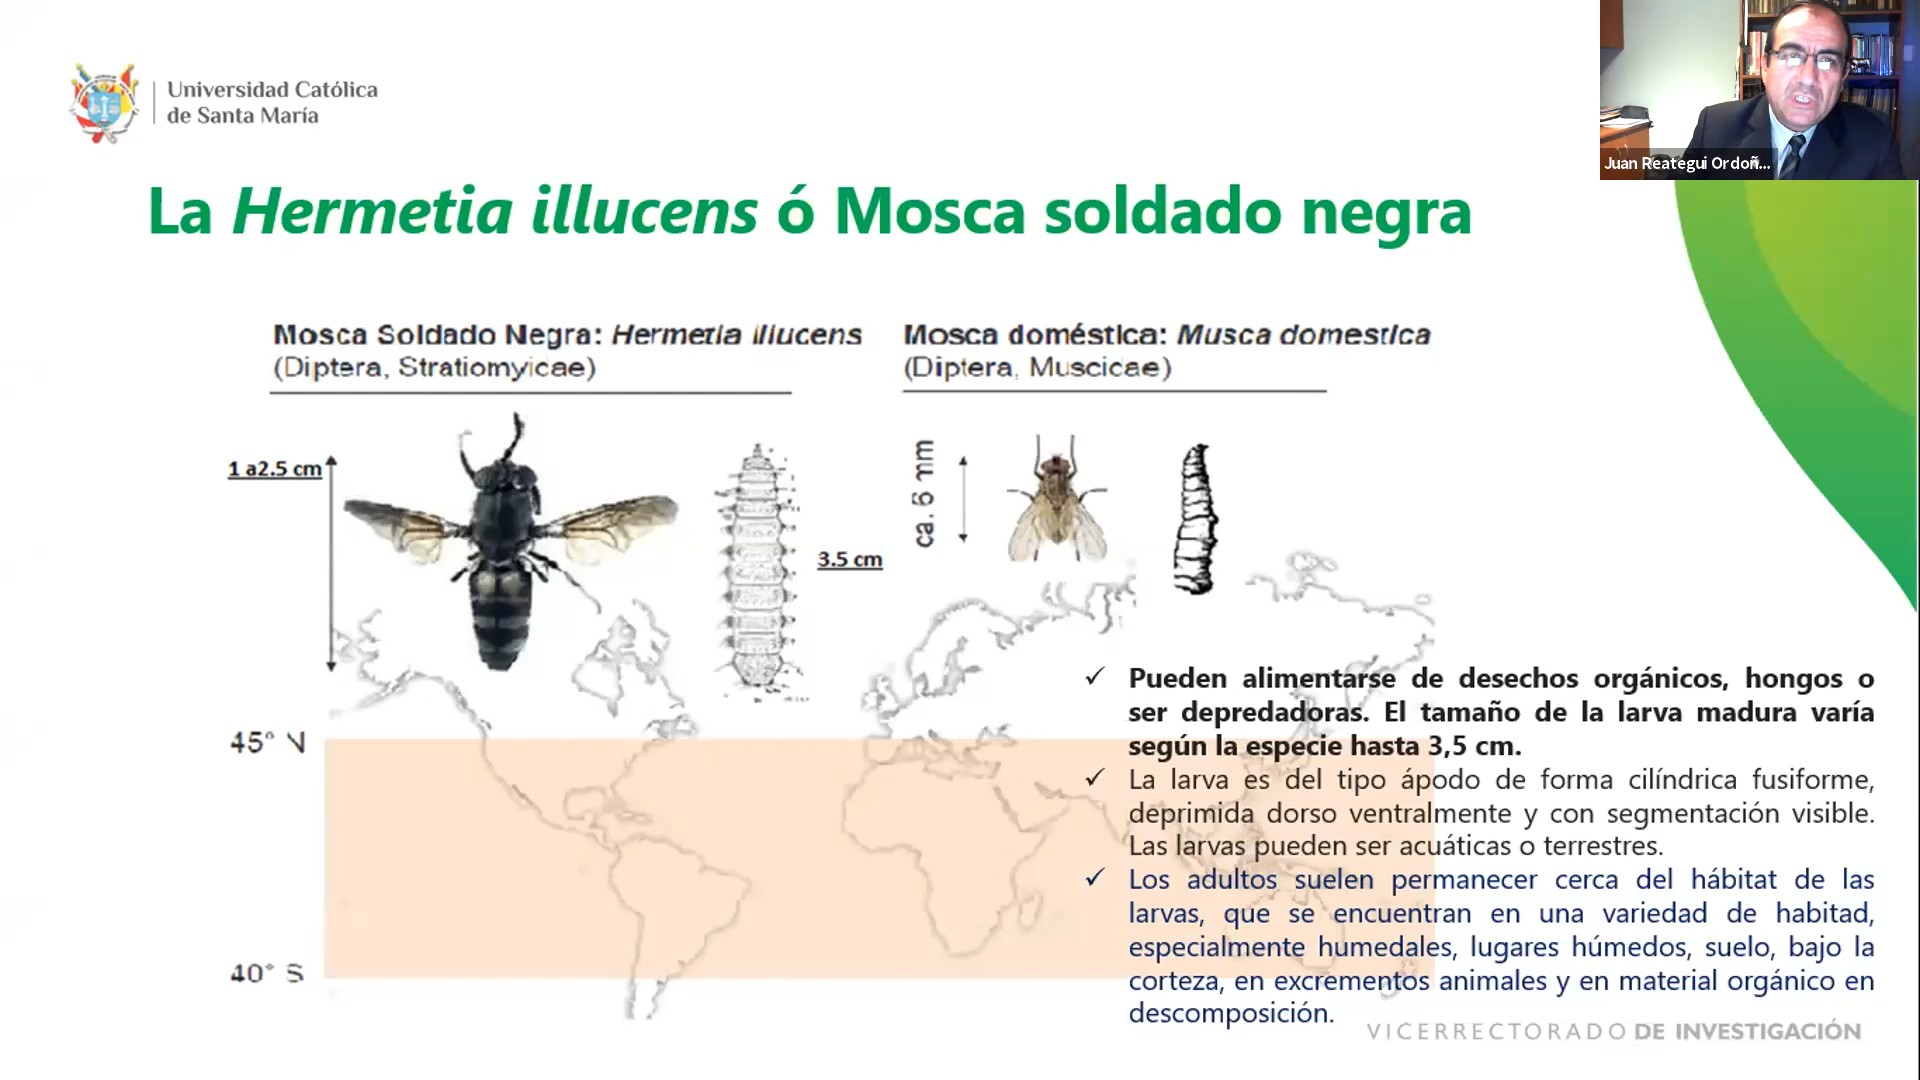 Universidad Católica
de Santa María
Juan Reategui Ordoñ...
La Hermetia illucens ó Mosca soldado negra
Mosca Soldado Negra: Hermetia illucens
(Diptera, Stratiomyicae)
Mosca doméstica: Musca domestica
(Diptera, Muscicae)
1 a2.5 cm
3.5 cm
ca. 6 mm
45° N
40° S
✓ Pueden alimentarse de desechos orgánicos, hongos o
ser depredadoras. El tamaño de la larva madura varía
según la especie hasta 3,5 cm.
✓ La larva es del tipo ápodo de forma cilíndrica fusiforme,
deprimida dorso ventralmente y con segmentación visible.
Las larvas pueden ser acuáticas o terrestres.
✓ Los adultos suelen permanecer cerca del hábitat de las
larvas, que se encuentran en una variedad de habitad,
especialmente humedales, lugares húmedos, suelo, bajo la
corteza, en excrementos animales y en material orgánico en
descomposición.
VICERRECTORADO DE INVESTIGACIÓN